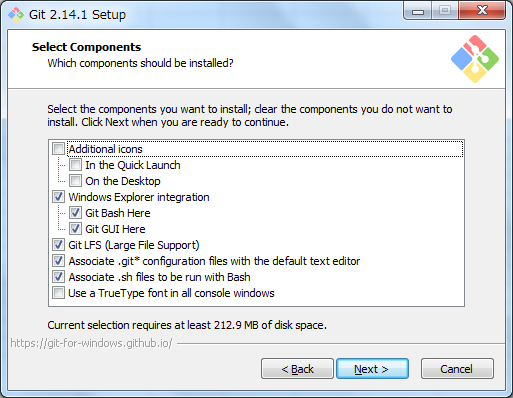 Git 2.14.1 Setup
Select Components
Which components should be installed?
Select the components you want to install; clear the components you do not want to
install. Click Next when you are ready to continue.
Additional icons
In the Quick Launch
On the Desktop
Windows Explorer integration
Git Bash Here
Git GUI Here
Git LFS (Large File Support)
Associate .git* configuration files with the default text editor
Associate .sh files to be run with Bash
Use a TrueType font in all console windows
Current selection requires at least 212.9 MB of disk space.
https://git-for-windows.github.io/
< Back
Next >
Cancel